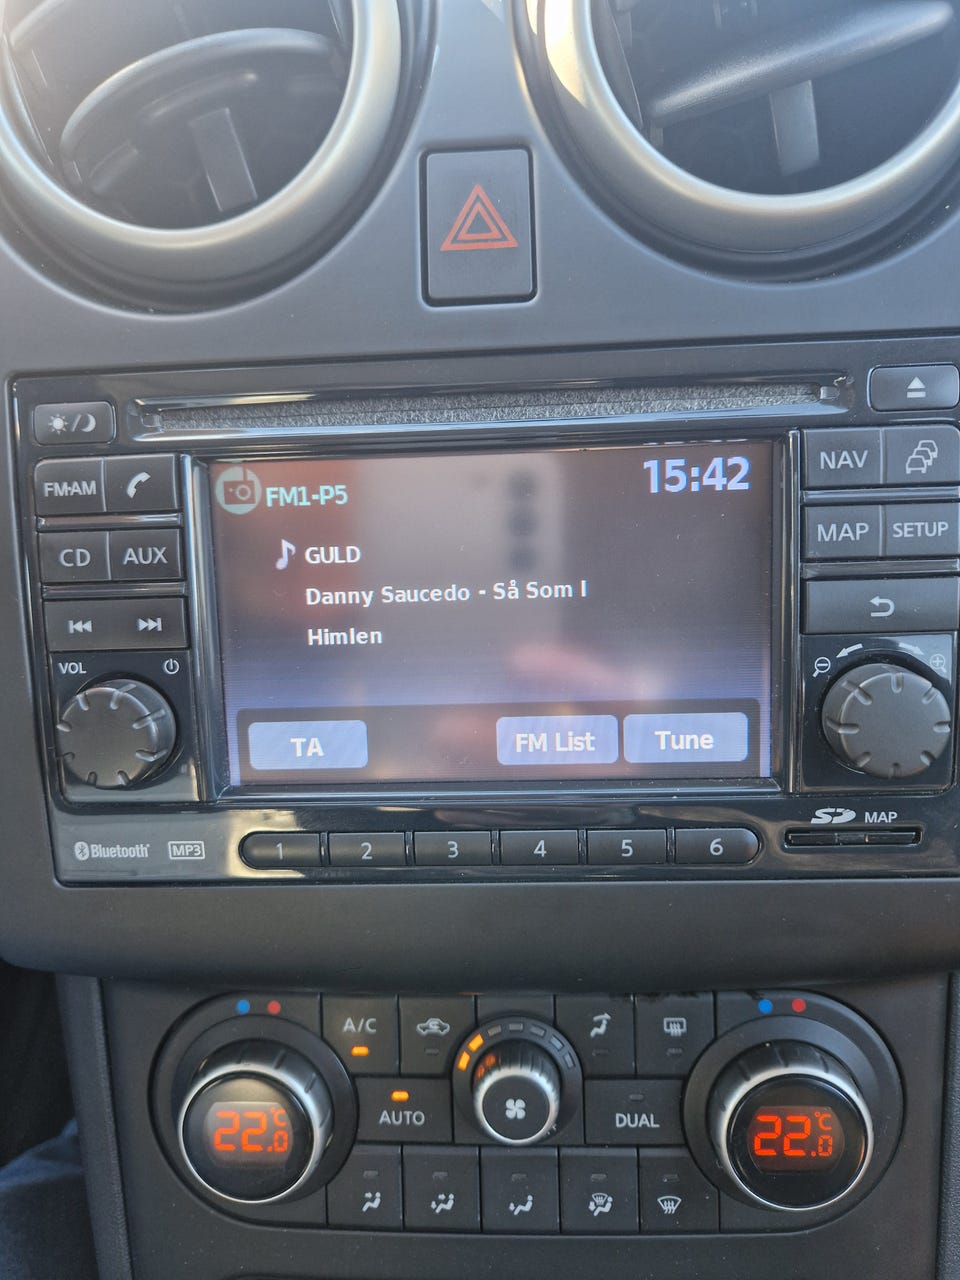 FM·AM
CD
AUX
VOL
FM1-P5
15:42
GULD
Danny Saucedo - Så Som I
Himlen
TA
FM List
Tune
NAV
MAP
SETUP
Bluetooth®
MP3
1
2
3
4
5
6
SD MAP
A/C
AUTO
DUAL
22.0 °C
22.0 °C